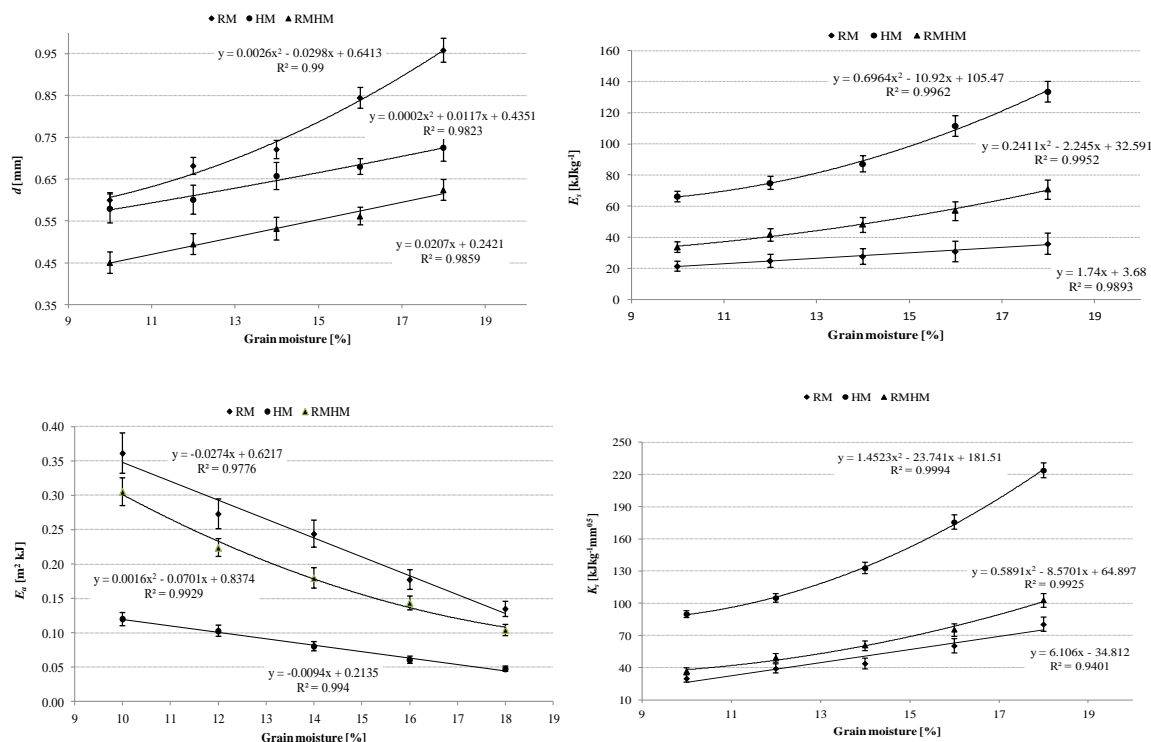 RM HM RMHM
d [mm]
0.95
0.85
0.75
0.65
0.55
0.45
0.35
y = 0.0026x² - 0.0298x + 0.6413
R² = 0.99
y = 0.0002x² + 0.0117x + 0.4351
R² = 0.9823
y = 0.0207x + 0.2421
R² = 0.9859
9 11 13 15 17 19
Grain moisture [%]
RM HM RMHM
160
140
120
100
80
60
40
20
0
y = 0.6964x² - 10.92x + 105.47
R² = 0.9962
y = 0.2411x² - 2.245x + 32.591
R² = 0.9952
y = 1.74x + 3.68
R² = 0.9893
[kJkg⁻¹]
9 11 13 15 17 19
Grain moisture [%]
RM HM RMHM
[m² kJ]
0.40
0.35
0.30
0.25
0.20
0.15
0.10
0.05
0.00
y = -0.0274x + 0.6217
R² = 0.9776
y = 0.0016x² - 0.0701x + 0.8374
R² = 0.9929
y = -0.0094x + 0.2135
R² = 0.994
9 10 11 12 13 14 15 16 17 18 19
Grain moisture [%]
RM HM RMHM
[kJkg⁻¹mm⁰·⁵]
250
220
190
160
130
100
70
40
10
y = 1.4523x² - 23.741x + 181.51
R² = 0.9994
y = 0.5891x² - 8.5701x + 64.897
R² = 0.9925
y = 6.106x - 34.812
R² = 0.9401
9 11 13 15 17 19
Grain moisture [%]